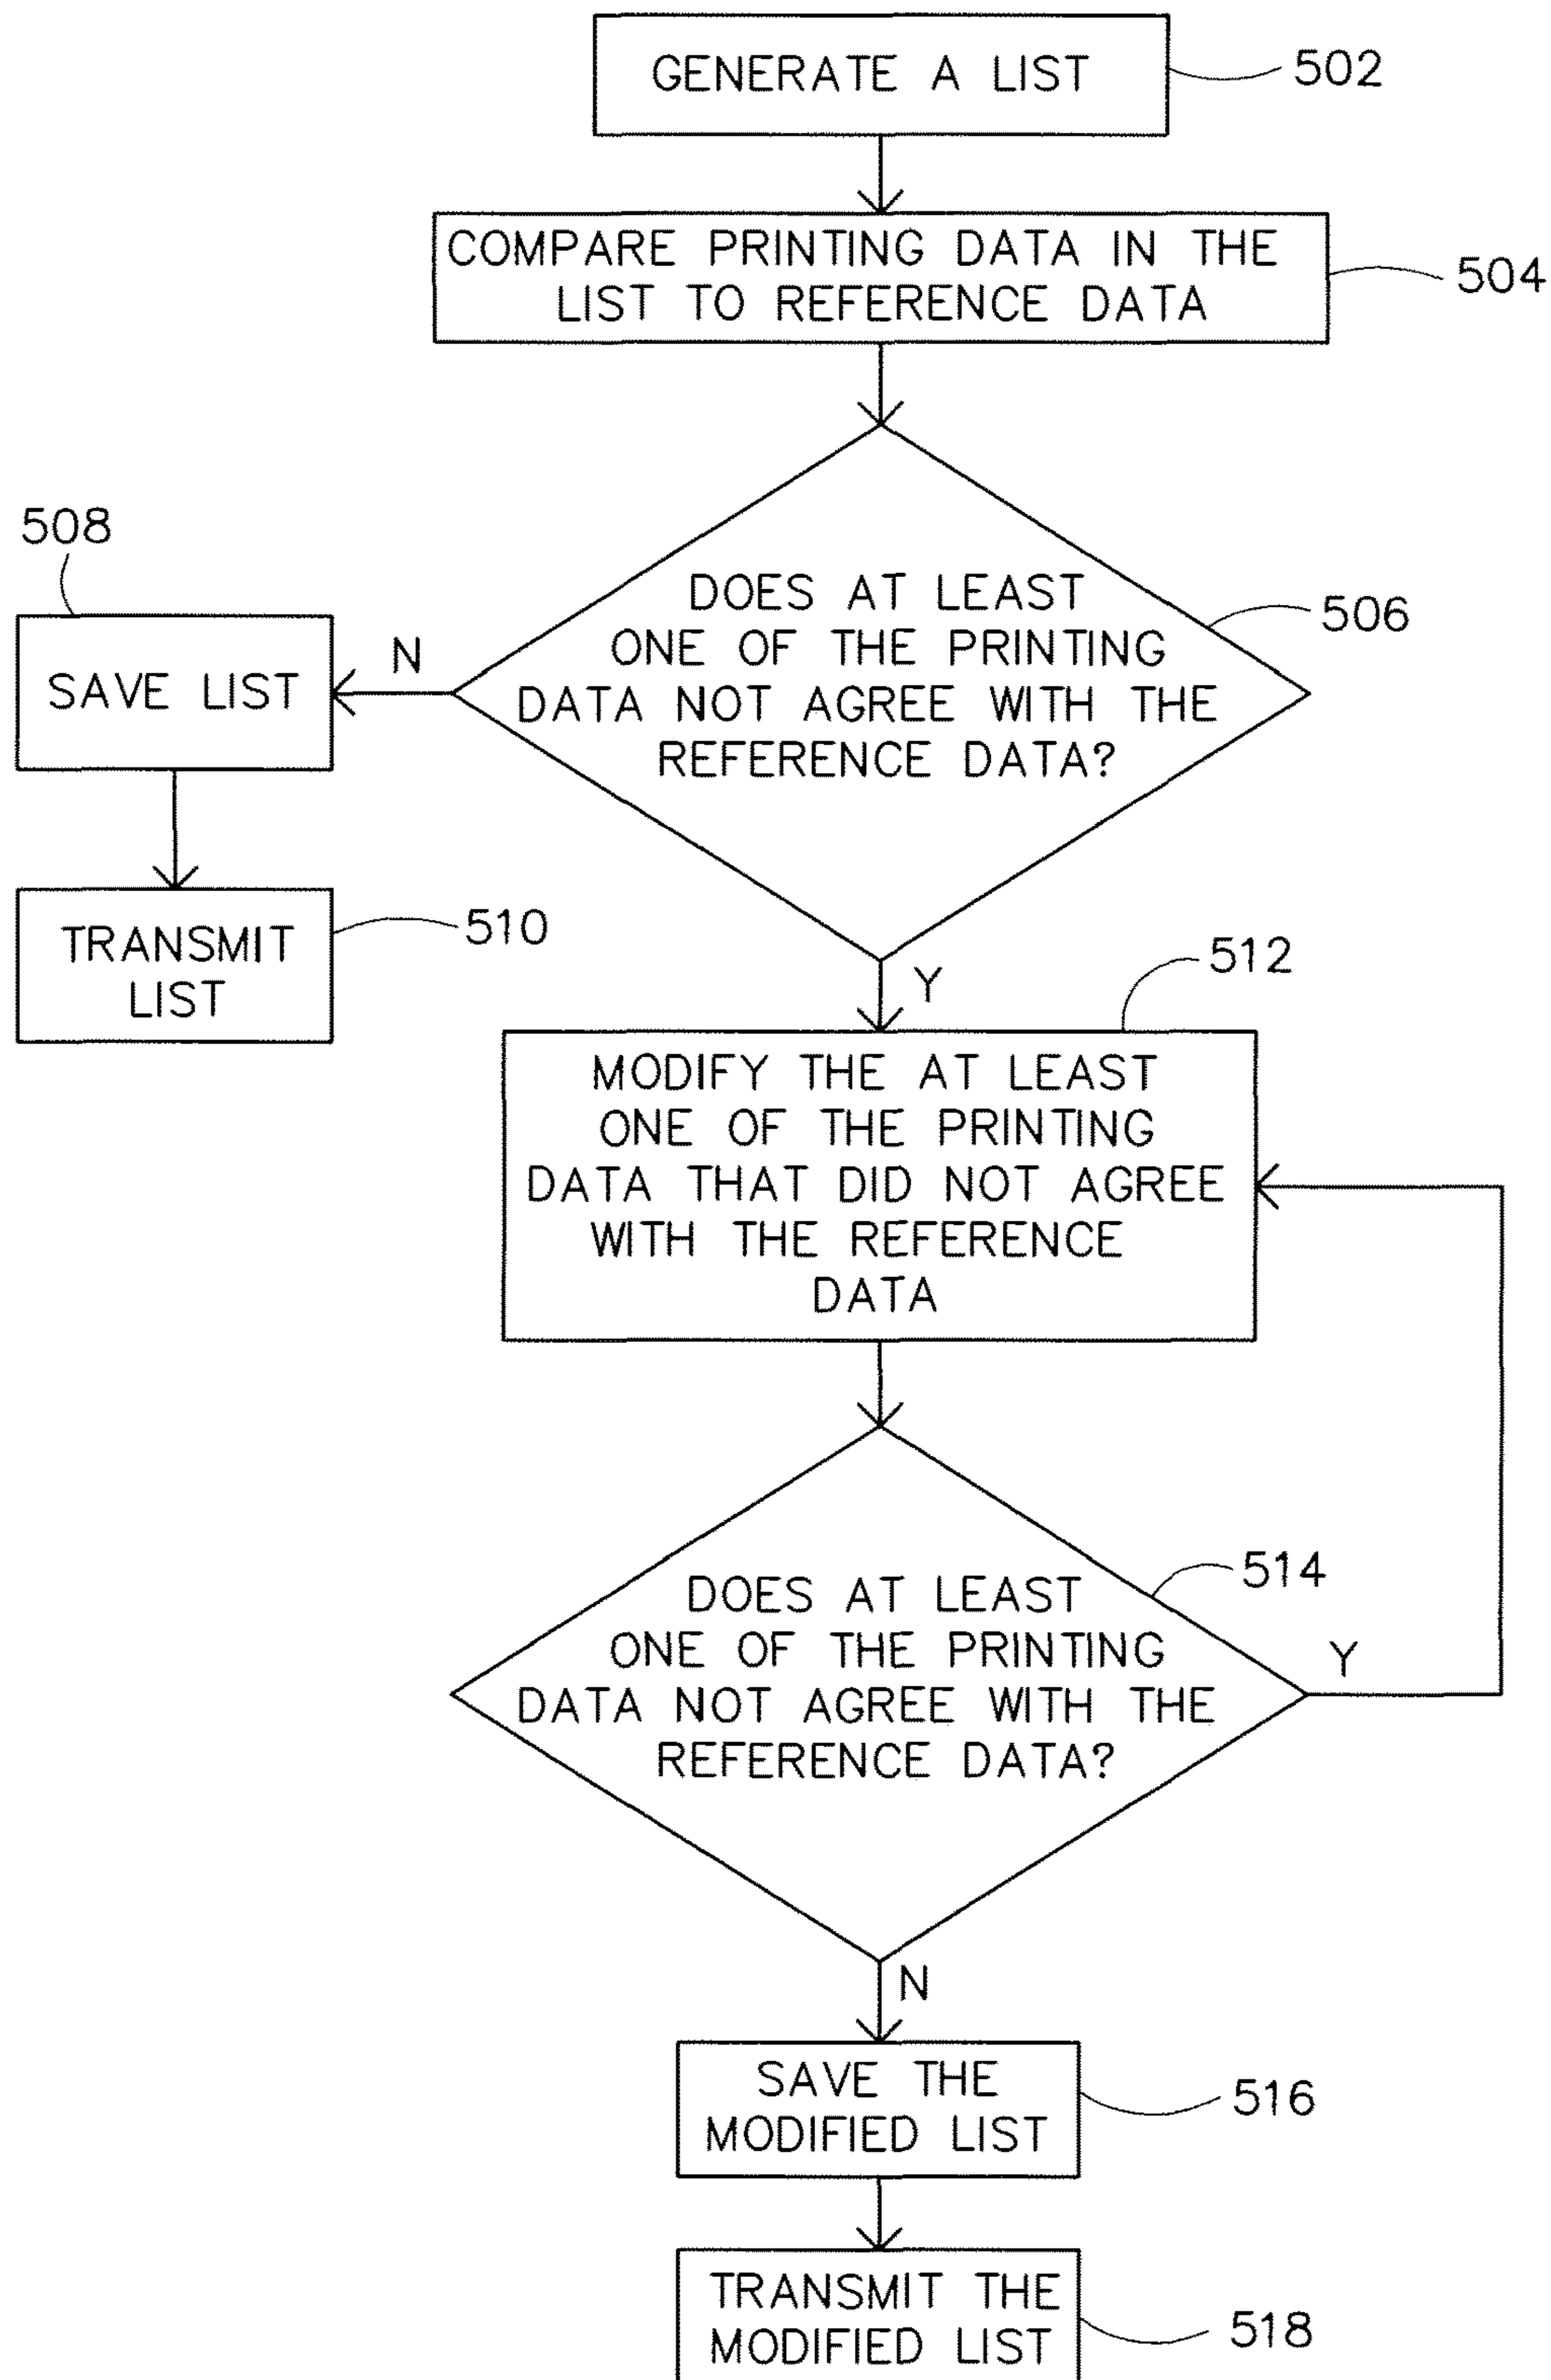 GENERATE A LIST
502
COMPARE PRINTING DATA IN THE
LIST TO REFERENCE DATA
504
DOES AT LEAST
ONE OF THE PRINTING
DATA NOT AGREE WITH THE
REFERENCE DATA?
506
N
508
SAVE LIST
TRANSMIT
LIST
510
Y
512
MODIFY THE AT LEAST
ONE OF THE PRINTING
DATA THAT DID NOT AGREE
WITH THE REFERENCE
DATA
DOES AT LEAST
ONE OF THE PRINTING
DATA NOT AGREE WITH THE
REFERENCE DATA?
514
Y
N
SAVE THE
MODIFIED LIST
516
TRANSMIT THE
MODIFIED LIST
518